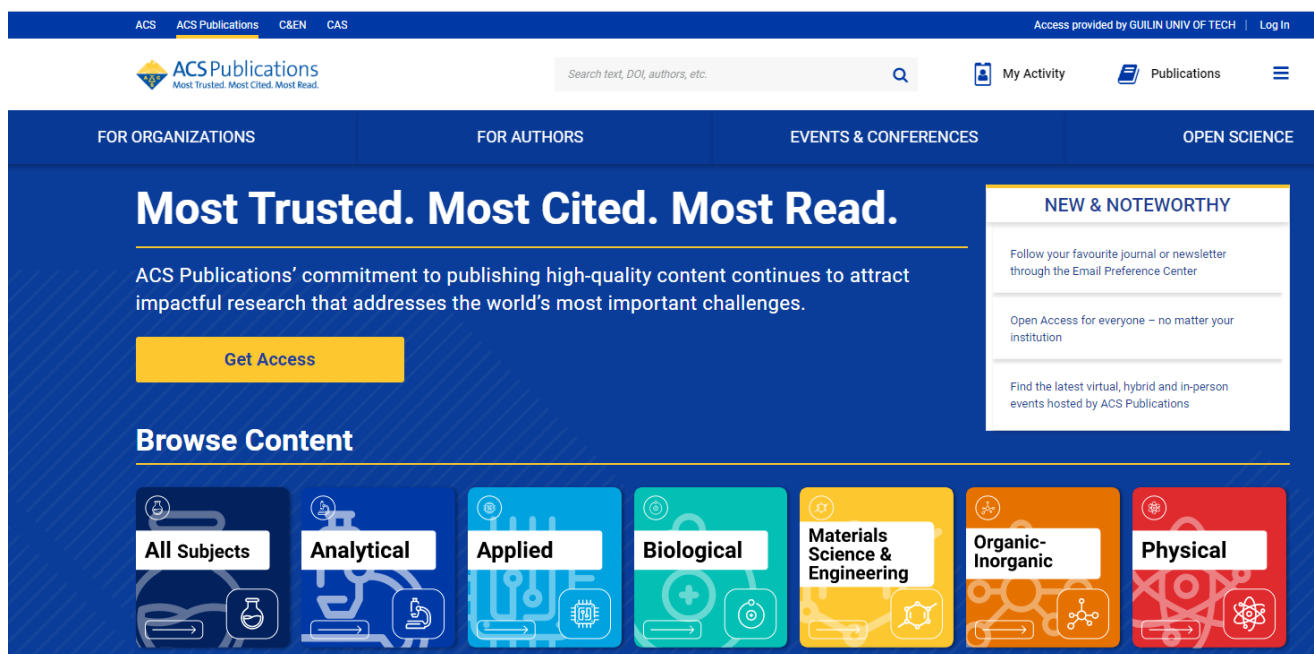 ACS ACS Publications C&EN CAS
Access provided by GUILIN UNIV OF TECH | Log In
ACS Publications
Most Trusted. Most Cited. Most Read.
Search text, DOI, authors, etc.
My Activity
Publications
FOR ORGANIZATIONS
FOR AUTHORS
EVENTS & CONFERENCES
OPEN SCIENCE
Most Trusted. Most Cited. Most Read.
ACS Publications’ commitment to publishing high-quality content continues to attract
impactful research that addresses the world’s most important challenges.
Get Access
NEW & NOTEWORTHY
Follow your favourite journal or newsletter
through the Email Preference Center
Open Access for everyone – no matter your
institution
Find the latest virtual, hybrid and in-person
events hosted by ACS Publications
Browse Content
All Subjects
Analytical
Applied
Biological
Materials
Science &
Engineering
Organic-
Inorganic
Physical